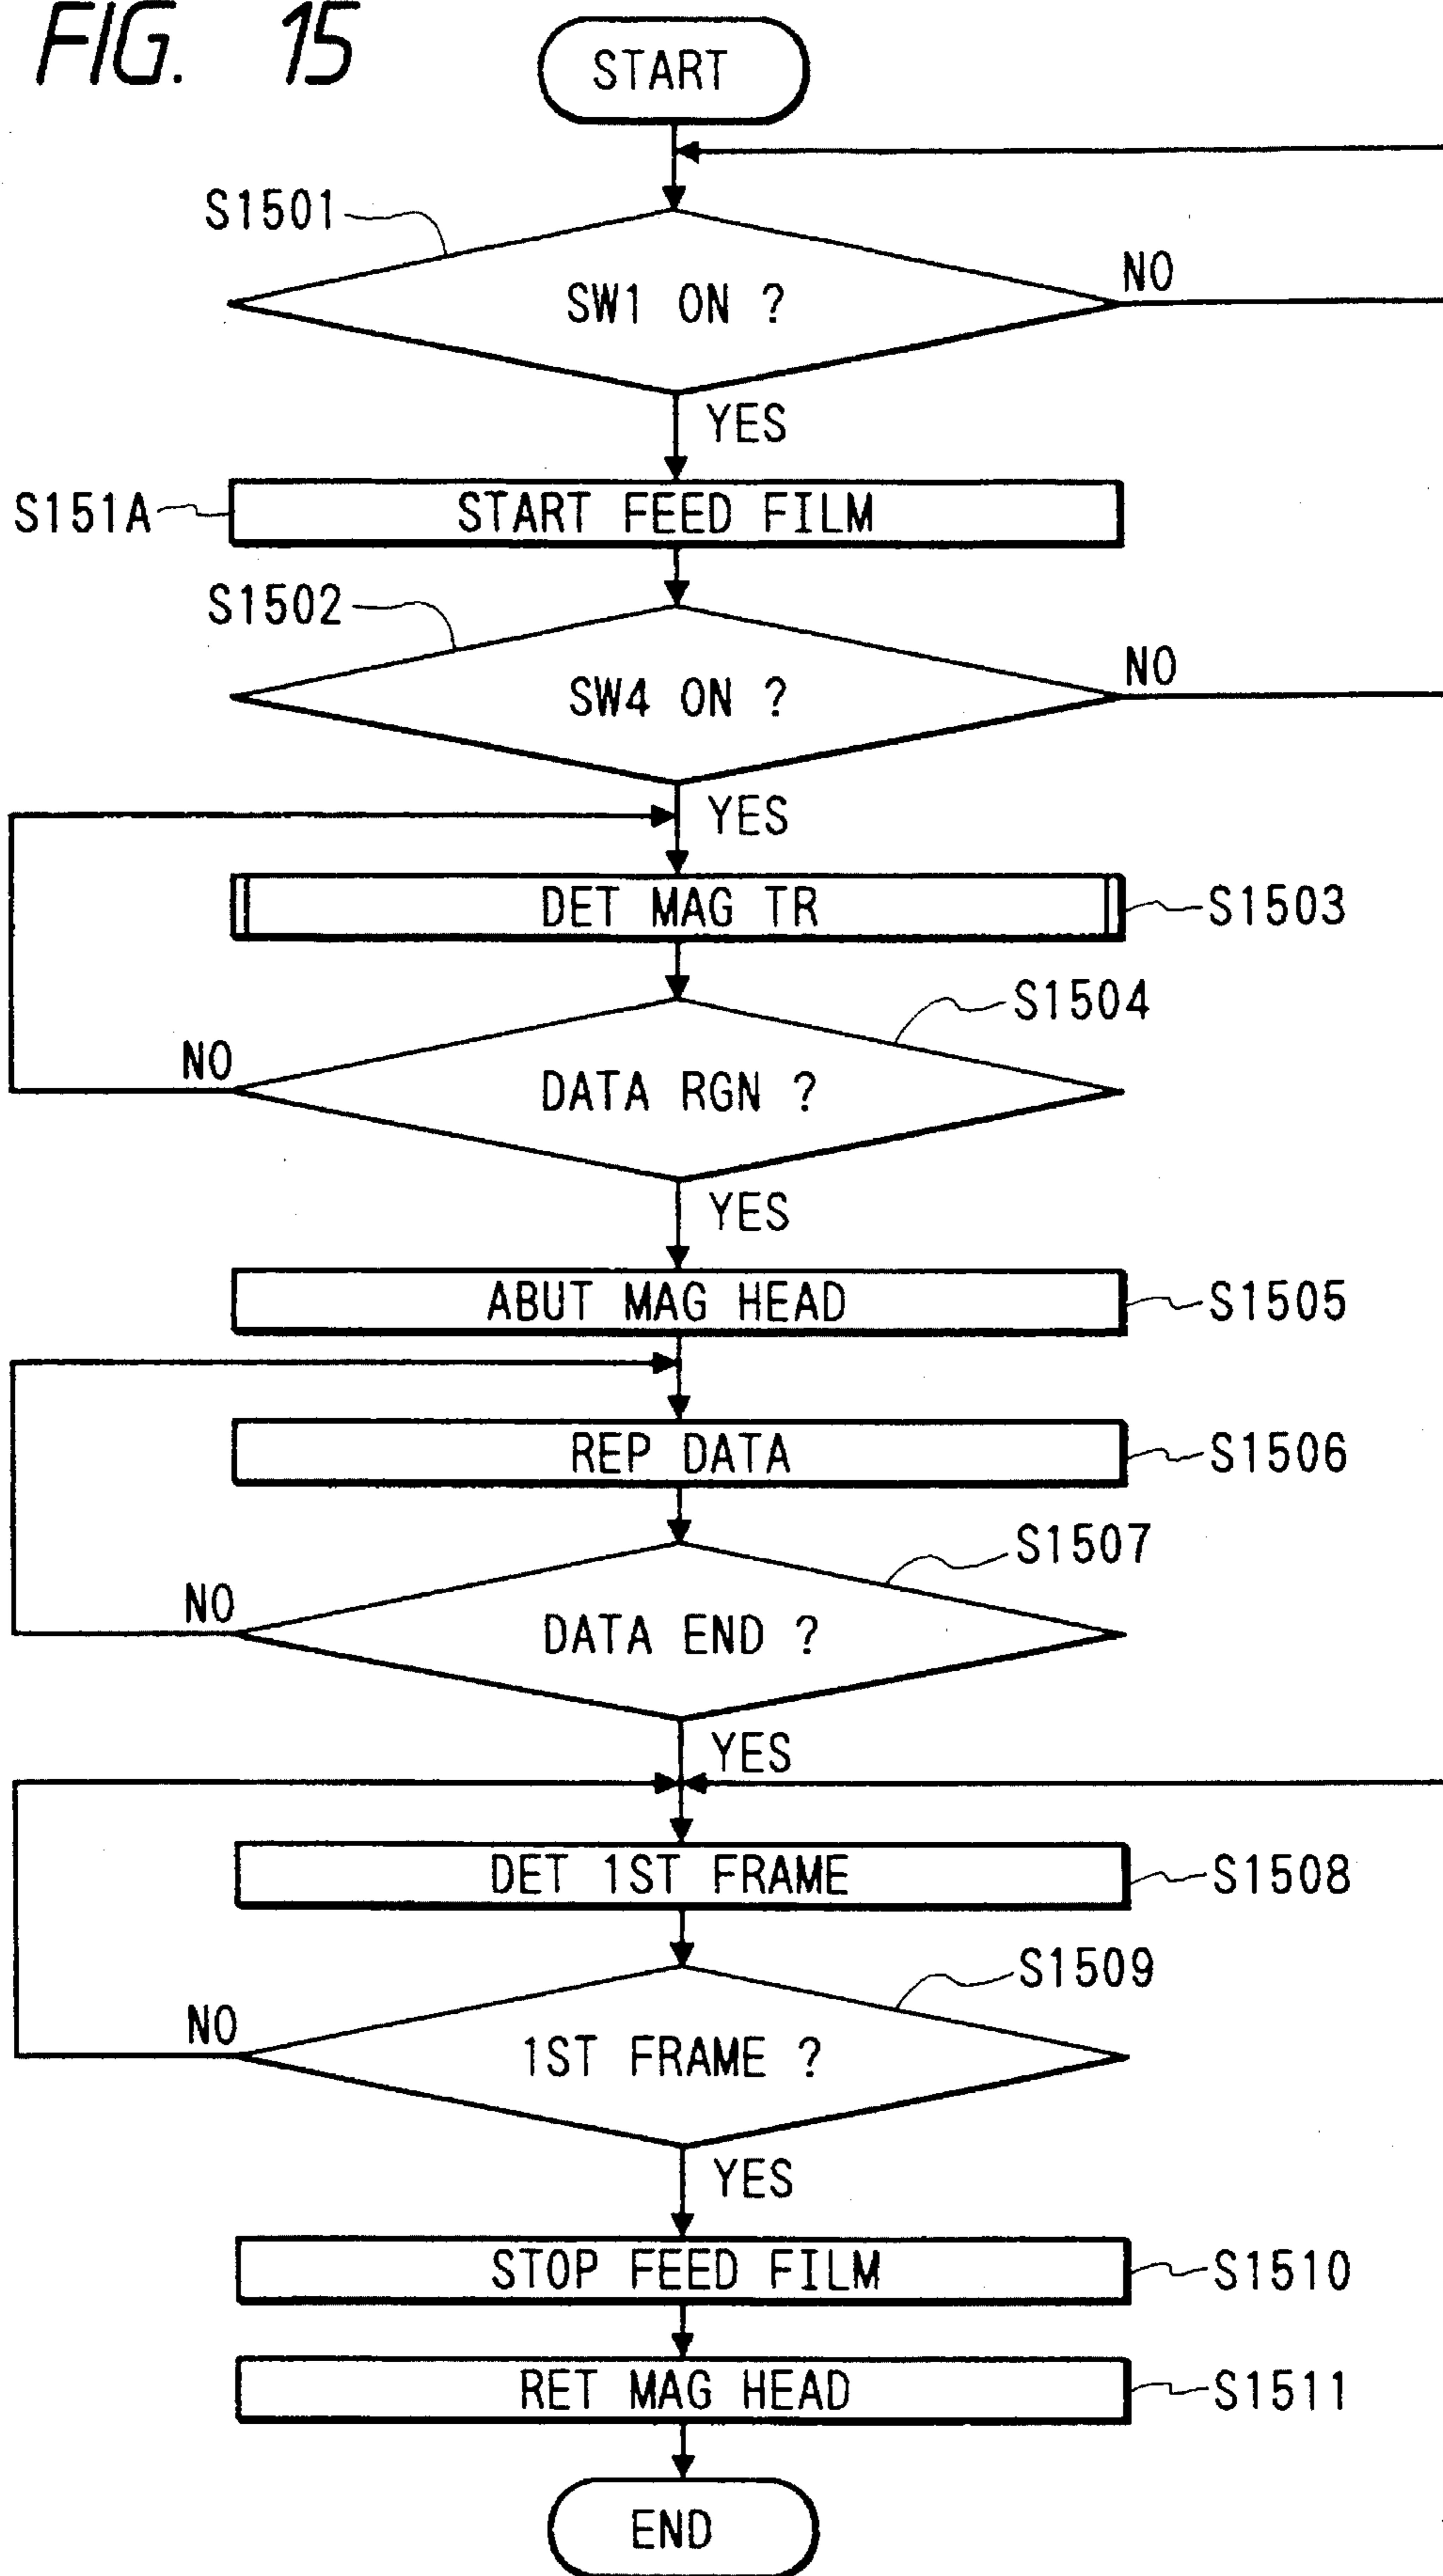 FIG. 15
START
S1501
SW1 ON ?
NO
YES
S151A
START FEED FILM
S1502
SW4 ON ?
NO
YES
DET MAG TR
S1503
S1504
NO
DATA RGN ?
YES
ABUT MAG HEAD
S1505
REP DATA
S1506
S1507
NO
DATA END ?
YES
DET 1ST FRAME
S1508
S1509
NO
1ST FRAME ?
YES
STOP FEED FILM
S1510
RET MAG HEAD
S1511
END